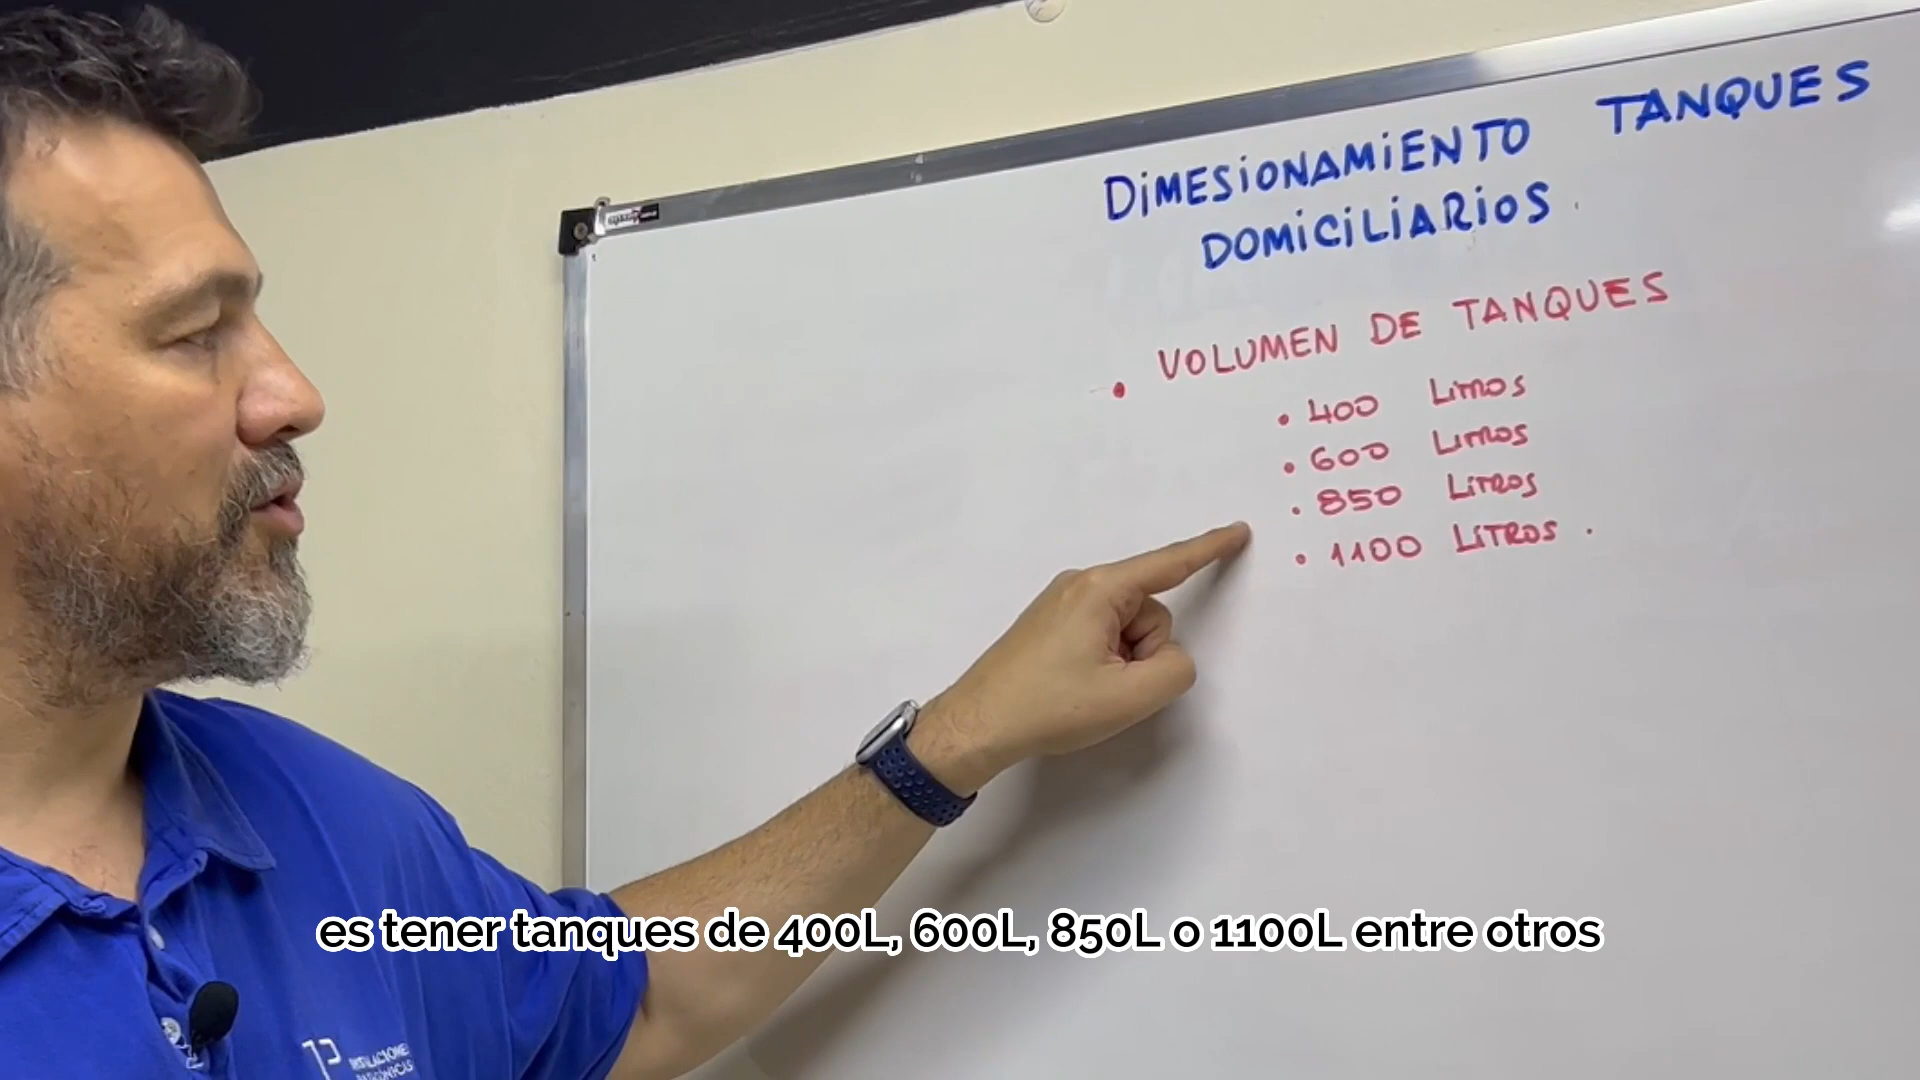 DIMESIONAMIENTO TANQUES
DOMICILIARIOS.
• VOLUMEN DE TANQUES
• 400 LITROS
• 600 LITROS
• 850 LITROS
• 1100 LITROS.
es tener tanques de 400L, 600L, 850L o 1100L entre otros